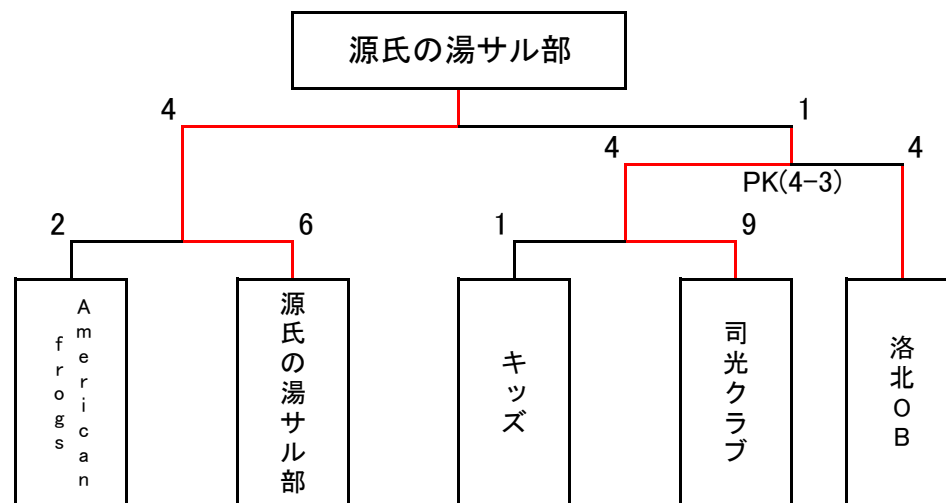 源氏の湯サル部
4
1
4
4
PK(4-3)
2
6
1
9
American
frogs
源氏の湯サル部
キッズ
司光クラブ
洛北OB